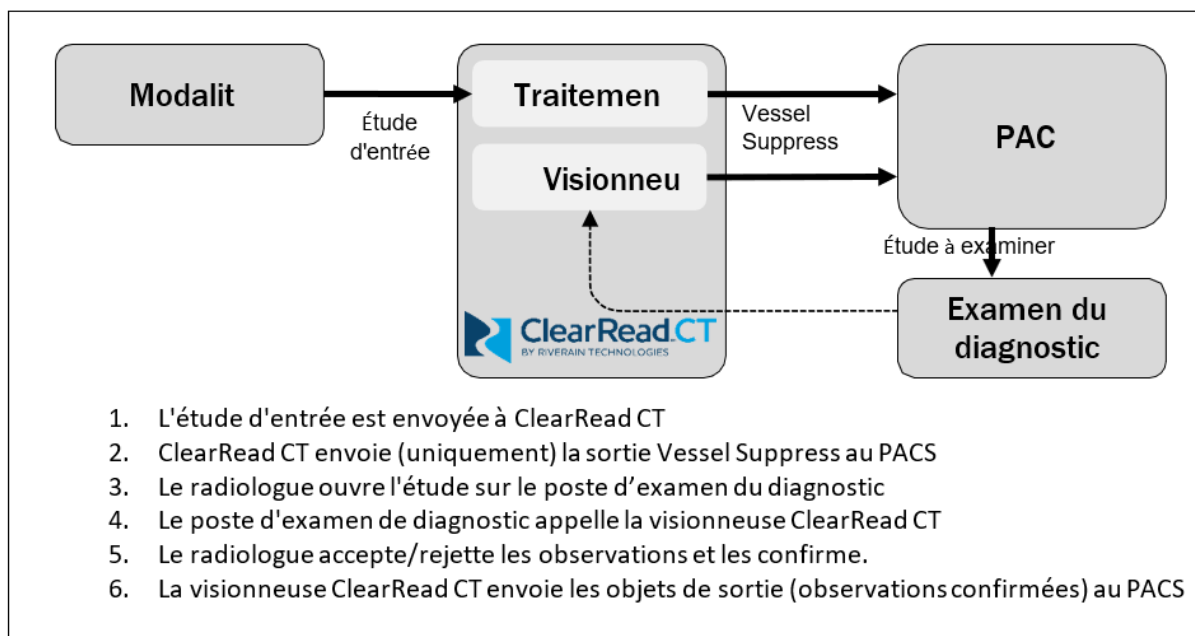 Modalit
Étude
d'entrée
Traitemen
Visionneu
Vessel
Suppress
PAC
Étude à examiner
Examen du
diagnostic
ClearRead CT
BY RIVERAIN TECHNOLOGIES
1. L'étude d'entrée est envoyée à ClearRead CT
2. ClearRead CT envoie (uniquement) la sortie Vessel Suppress au PACS
3. Le radiologue ouvre l'étude sur le poste d’examen du diagnostic
4. Le poste d'examen de diagnostic appelle la visionneuse ClearRead CT
5. Le radiologue accepte/rejette les observations et les confirme.
6. La visionneuse ClearRead CT envoie les objets de sortie (observations confirmées) au PACS